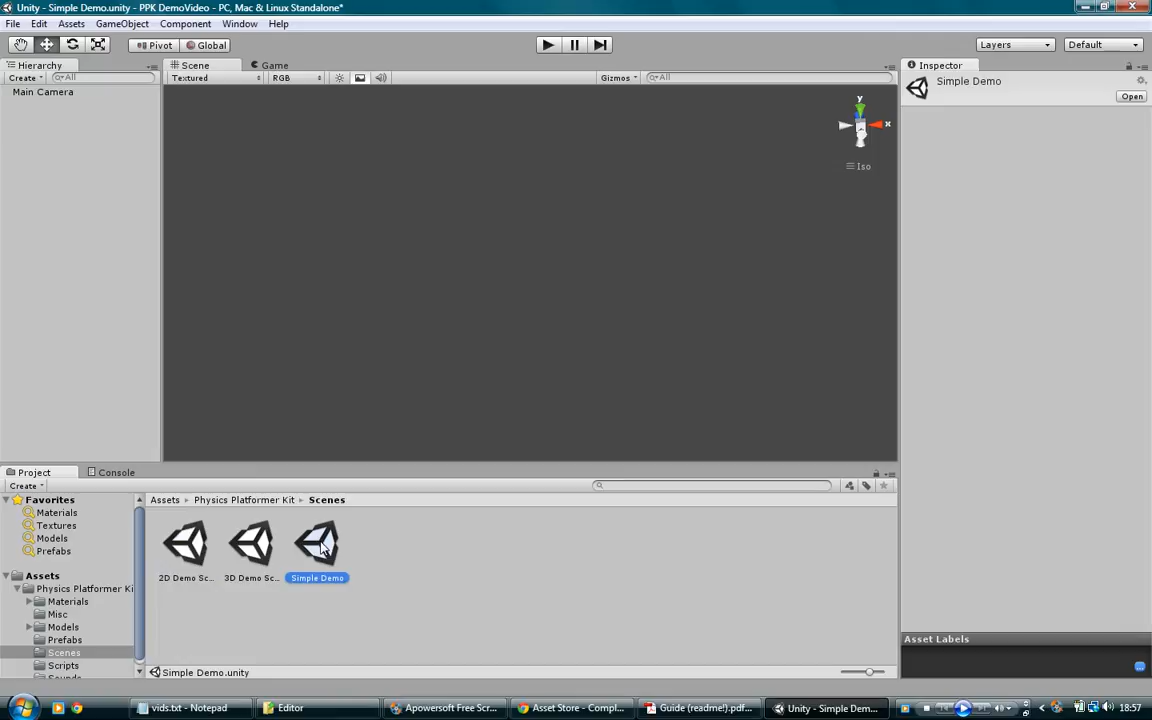 Unity - Simple Demo.unity - PPK DemoVideo - PC, Mac & Linux Standalone*
File Edit Assets GameObject Component Window Help
Pivot Global Layers Default
Hierarchy Scene Game Inspector
Create All Textured RGB Gizmos All Simple Demo
Main Camera Open
y
x
Iso
Project Console
Create
Favorites Assets Physics Platformer Kit Scenes
Materials
Textures
Models
Prefabs
Assets 2D Demo Sc... 3D Demo Sc... Simple Demo
Physics Platformer Ki
Materials
Misc
Models
Prefabs Asset Labels
Scenes
Scripts Simple Demo.unity
vids.txt - Notepad Editor Apowersoft Free Scr... Asset Store - Compl... Guide (readme!).pdf... Unity - Simple Dem... 18:57